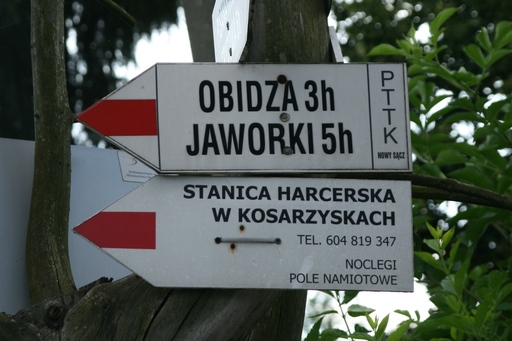 OBIDZA 3h
JAWORKI 5h
PTTK
NOWY SĄCZ
STANICA HARCERSKA
W KOSARZYSKACH
TEL. 604 819 347
NOCLEGI
POLE NAMIOTOWE